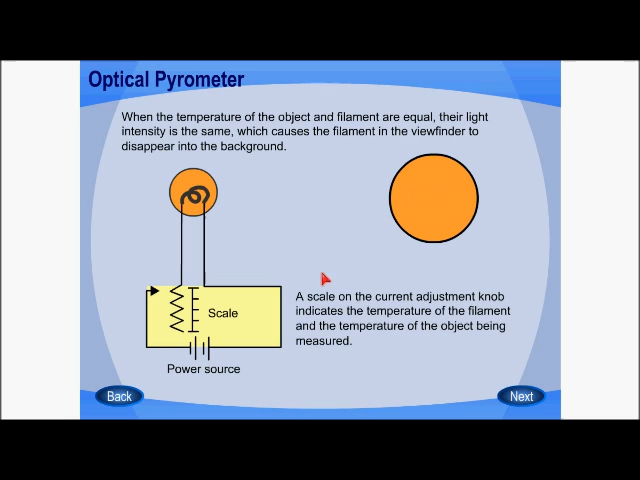 Optical Pyrometer
When the temperature of the object and filament are equal, their light
intensity is the same, which causes the filament in the viewfinder to
disappear into the background.
Scale
A scale on the current adjustment knob
indicates the temperature of the filament
and the temperature of the object being
measured.
Power source
Back
Next